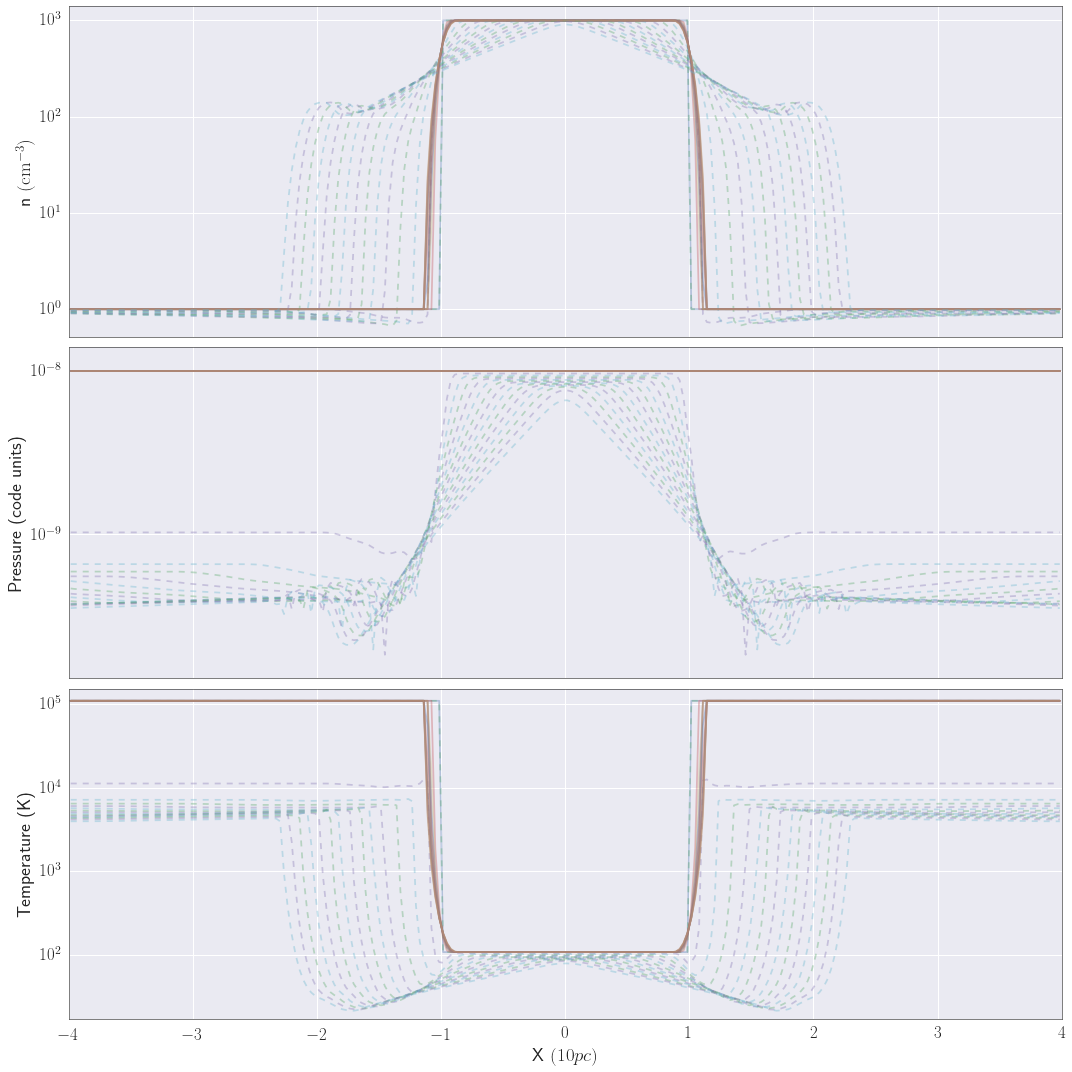 10^3
10^2
10^1
10^0
n (cm^{-3})
10^{-8}
10^{-9}
Pressure (code units)
10^5
10^4
10^3
10^2
Temperature (K)
−4 −3 −2 −1 0 1 2 3 4
X (10pc)